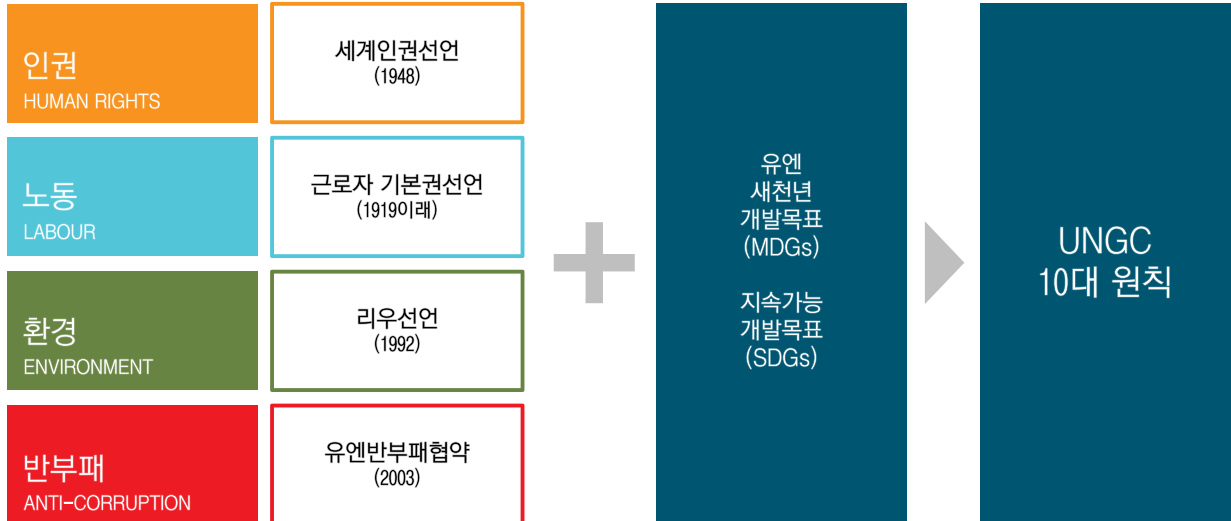 인권
HUMAN RIGHTS
세계인권선언
(1948)
노동
LABOUR
근로자 기본권선언
(1919이래)
환경
ENVIRONMENT
리우선언
(1992)
반부패
ANTI-CORRUPTION
유엔반부패협약
(2003)
유엔
새천년
개발목표
(MDGs)
지속가능
개발목표
(SDGs)
UNGC
10대 원칙